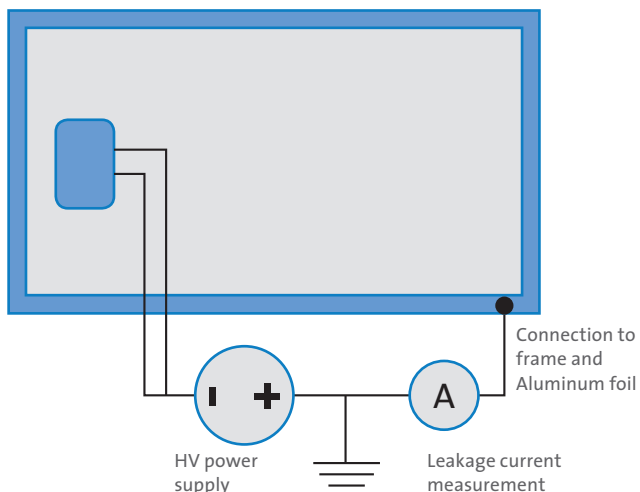 Connection to
frame and
Aluminum foil
- +
A
HV power
supply
Leakage current
measurement